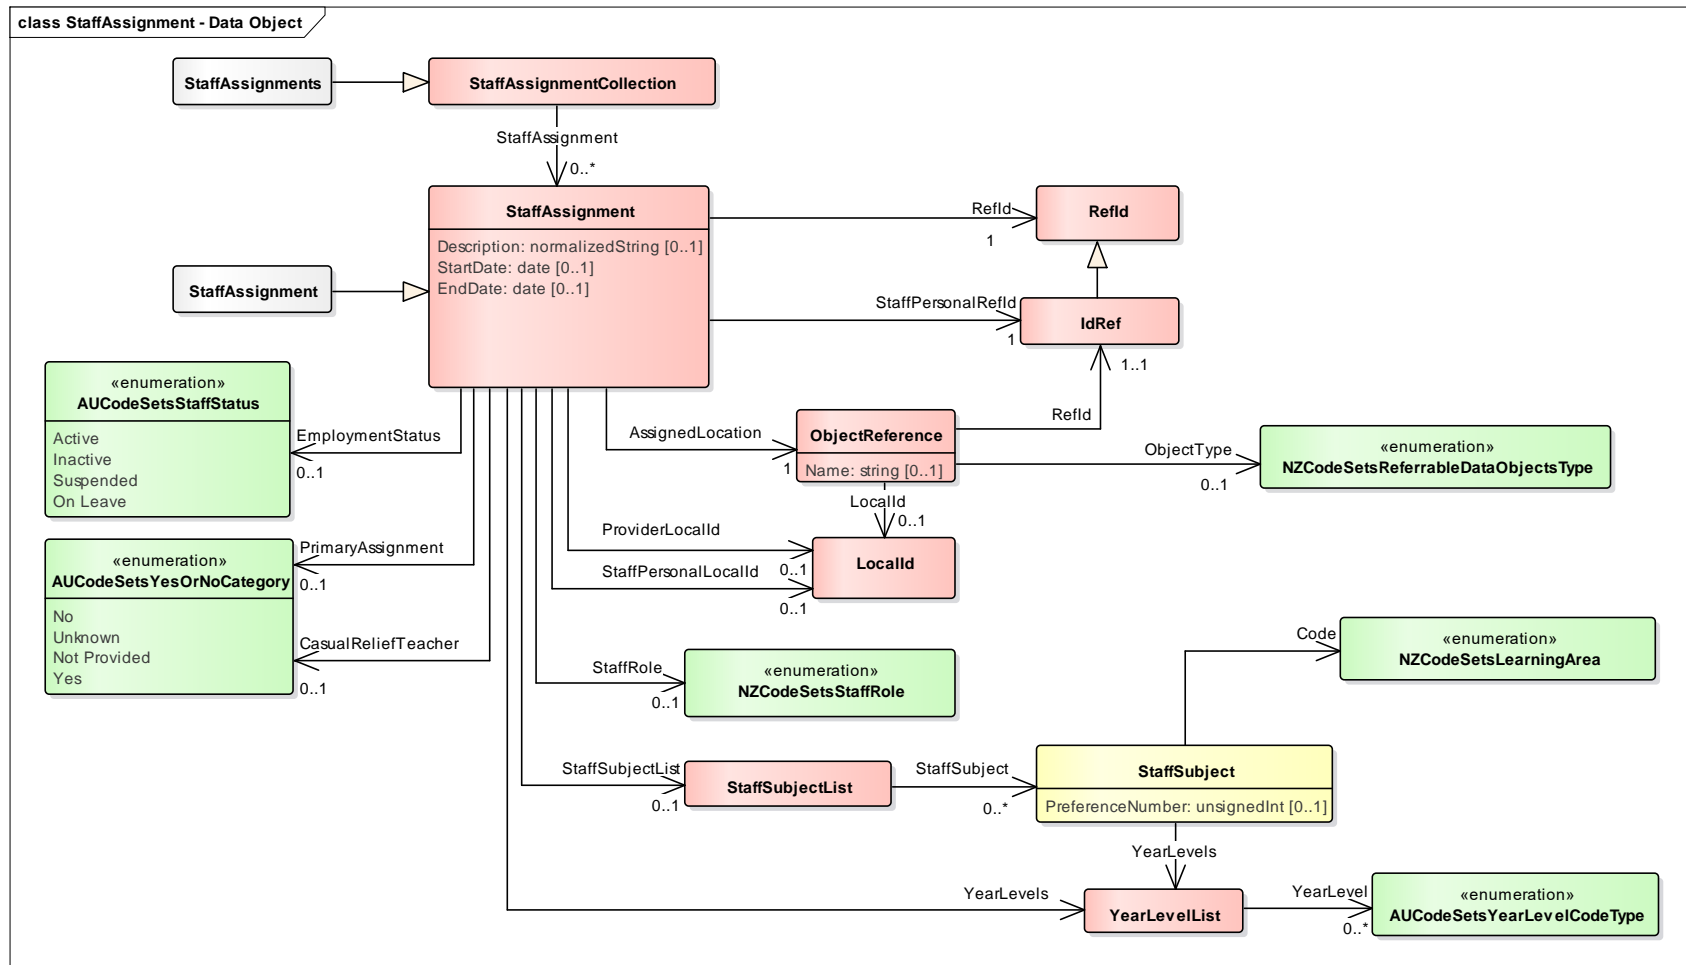 class StaffAssignment - Data Object
StaffAssignments
StaffAssignmentCollection
StaffAssignment
0..*
StaffAssignment
Description: normalizedString [0..1]
StartDate: date [0..1]
EndDate: date [0..1]
RefId
1
RefId
StaffAssignment
StaffPersonalRefId
1
IdRef
1..1
RefId
«enumeration»
AUCodeSetsStaffStatus
Active
Inactive
Suspended
On Leave
EmploymentStatus
0..1
AssignedLocation
1
ObjectReference
Name: string [0..1]
ObjectType
0..1
«enumeration»
NZCodeSetsReferrableDataObjectsType
LocalId
0..1
ProviderLocalId
0..1
StaffPersonalLocalId
0..1
LocalId
«enumeration»
AUCodeSetsYesOrNoCategory
No
Unknown
Not Provided
Yes
PrimaryAssignment
0..1
CasualReliefTeacher
0..1
StaffRole
0..1
«enumeration»
NZCodeSetsStaffRole
Code
«enumeration»
NZCodeSetsLearningArea
StaffSubjectList
0..1
StaffSubjectList
StaffSubject
0..*
StaffSubject
PreferenceNumber: unsignedInt [0..1]
YearLevels
YearLevels
YearLevelList
YearLevel
0..*
«enumeration»
AUCodeSetsYearLevelCodeType